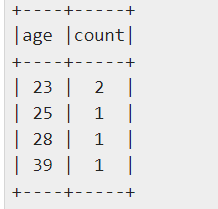 +----+-----+
|age |count|
+----+-----+
| 23 |  2  |
| 25 |  1  |
| 28 |  1  |
| 39 |  1  |
+----+-----+